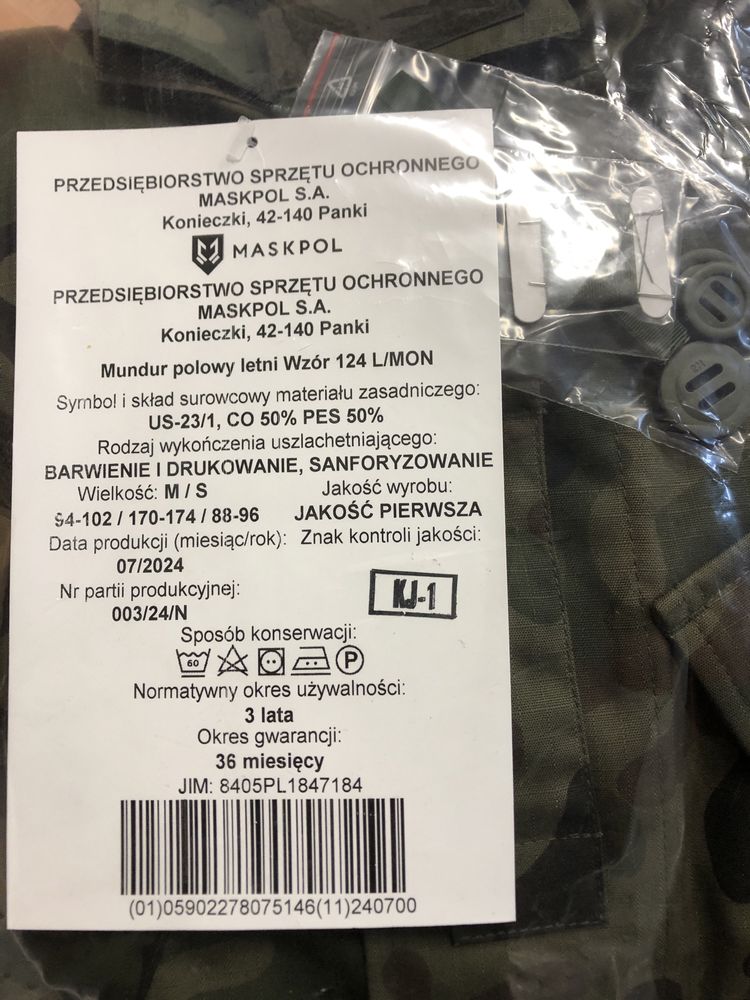 PRZEDSIĘBIORSTWO SPRZĘTU OCHRONNEGO
MASKPOL S.A.
Konieczki, 42-140 Panki
MASKPOL
PRZEDSIĘBIORSTWO SPRZĘTU OCHRONNEGO
MASKPOL S.A.
Konieczki, 42-140 Panki
Mundur polowy letni Wzór 124 L/MON
Symbol i skład surowcowy materiału zasadniczego:
US-23/1, CO 50% PES 50%
Rodzaj wykończenia uszlachetniającego:
BARWIENIE I DRUKOWANIE, SANFORYZOWANIE
Wielkość: M / S Jakość wyrobu:
94-102 / 170-174 / 88-96 JAKOŚĆ PIERWSZA
Data produkcji (miesiąc/rok): Znak kontroli jakości:
07/2024
Nr partii produkcyjnej:
003/24/N
KJ-1
Sposób konserwacji:
60 P
Normatywny okres używalności:
3 lata
Okres gwarancji:
36 miesięcy
JIM: 8405PL1847184
(01)05902278075146(11)240700